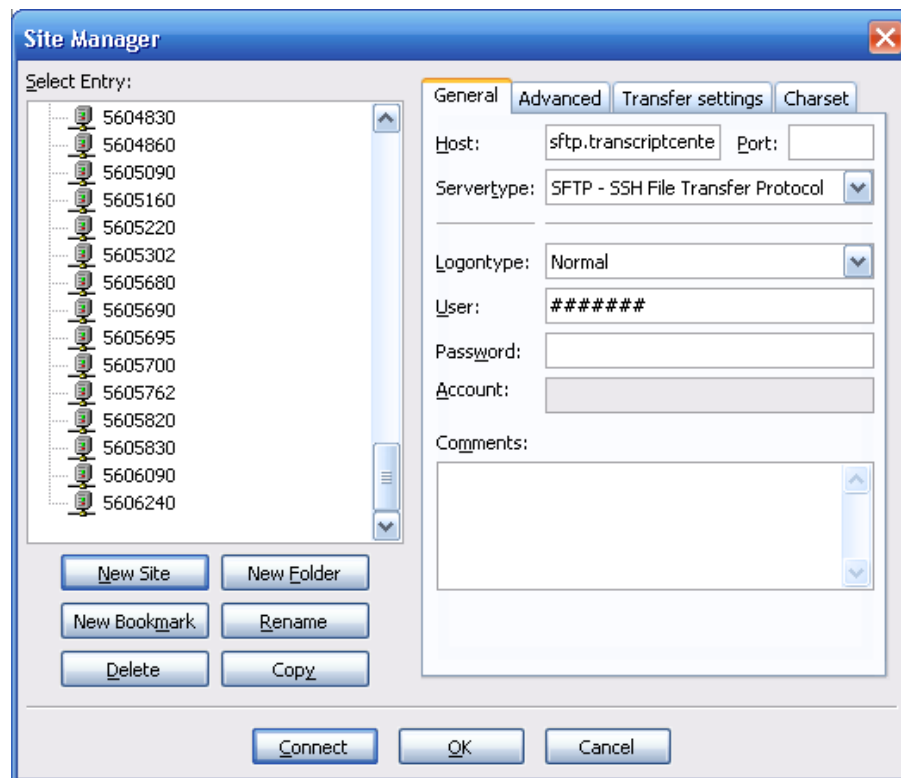 Site Manager
Select Entry:
5604830
5604860
5605090
5605160
5605220
5605302
5605680
5605690
5605695
5605700
5605762
5605820
5605830
5606090
5606240
New Site New Folder
New Bookmark Rename
Delete Copy
General Advanced Transfer settings Charset
Host: sftp.transcriptcente Port:
Servertype: SFTP - SSH File Transfer Protocol
Logontype: Normal
User: #######
Password:
Account:
Comments:
Connect OK Cancel